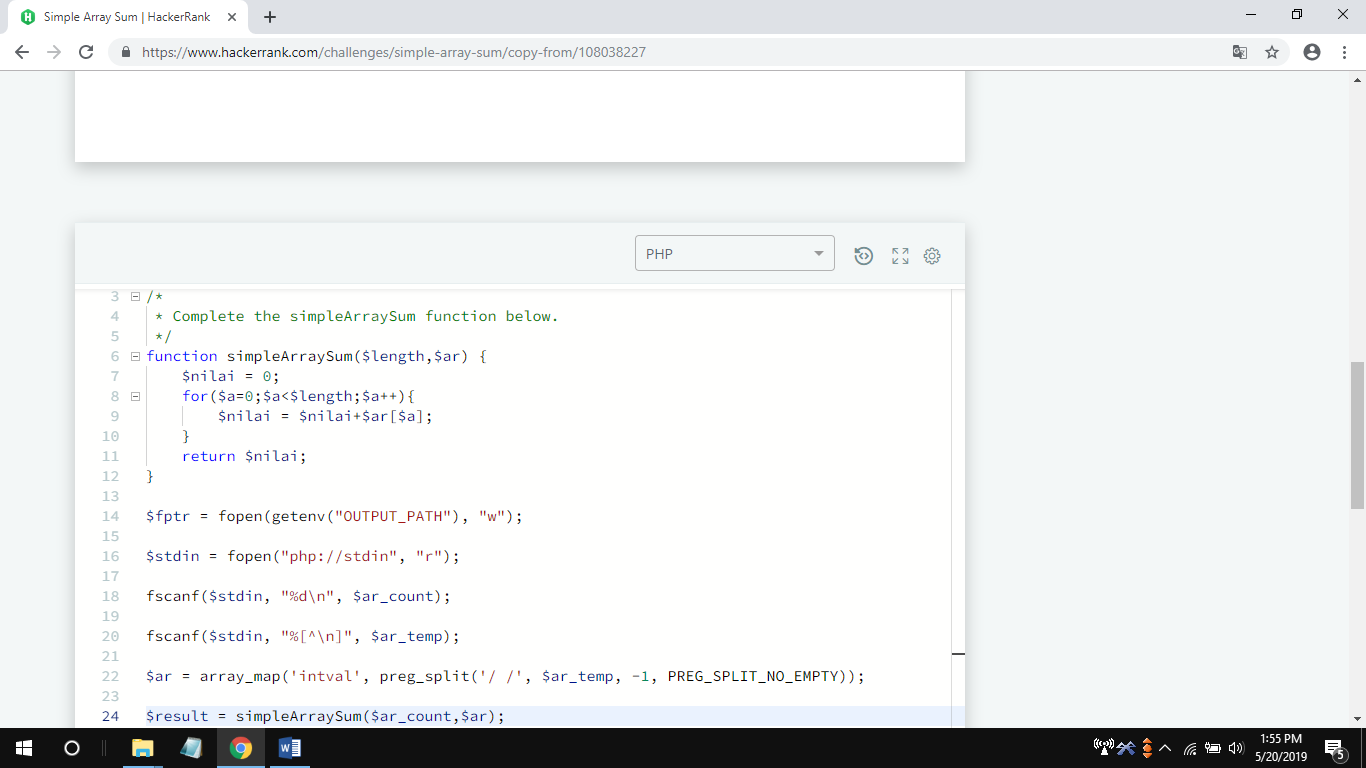 Simple Array Sum | HackerRank
https://www.hackerrank.com/challenges/simple-array-sum/copy-from/108038227
PHP
3 /*
4 * Complete the simpleArraySum function below.
5 */
6 function simpleArraySum($length,$ar) {
7 $nilai = 0;
8 for($a=0;$a<$length;$a++){
9 $nilai = $nilai+$ar[$a];
10 }
11 return $nilai;
12 }
13
14 $fptr = fopen(getenv("OUTPUT_PATH"), "w");
15
16 $stdin = fopen("php://stdin", "r");
17
18 fscanf($stdin, "%d\n", $ar_count);
19
20 fscanf($stdin, "%[^\n]", $ar_temp);
21
22 $ar = array_map('intval', preg_split('/ /', $ar_temp, -1, PREG_SPLIT_NO_EMPTY));
23
24 $result = simpleArraySum($ar_count,$ar);
1:55 PM
5/20/2019
5